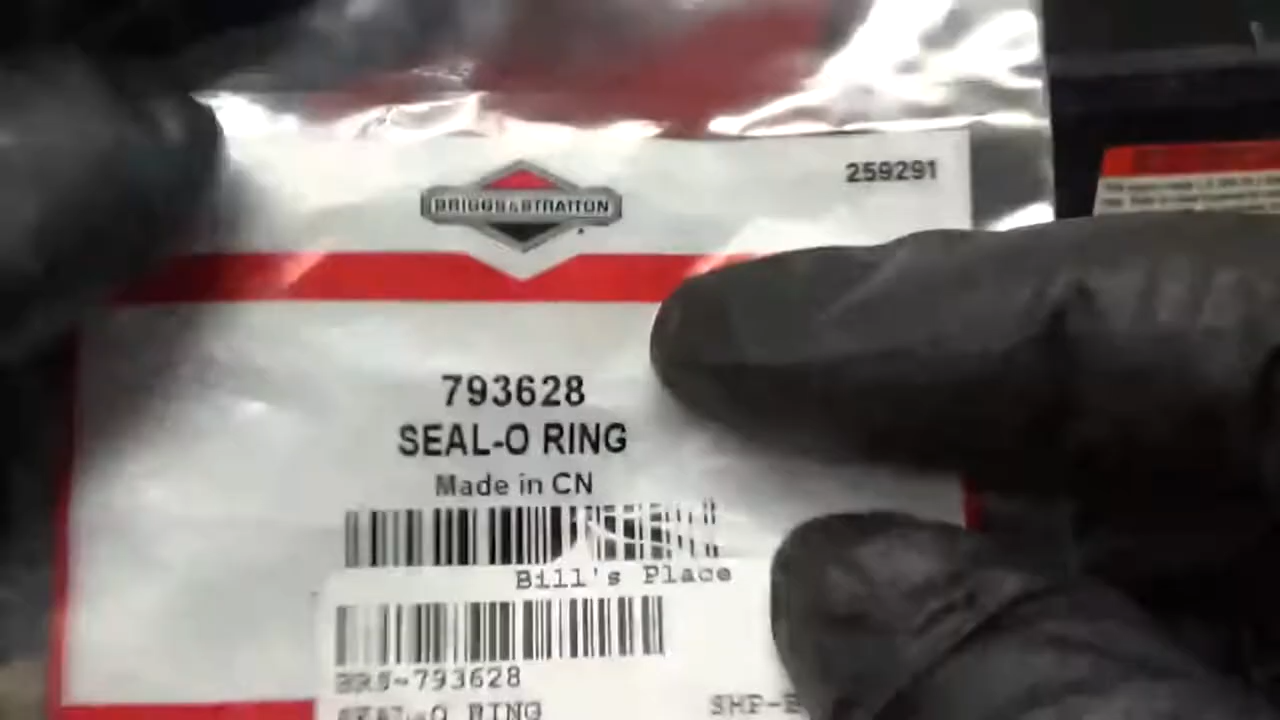 259291
BRIGGS&STRATTON
793628
SEAL-O RING
Made in CN
Bill's Place
BRS-793628
SEAL-O RING